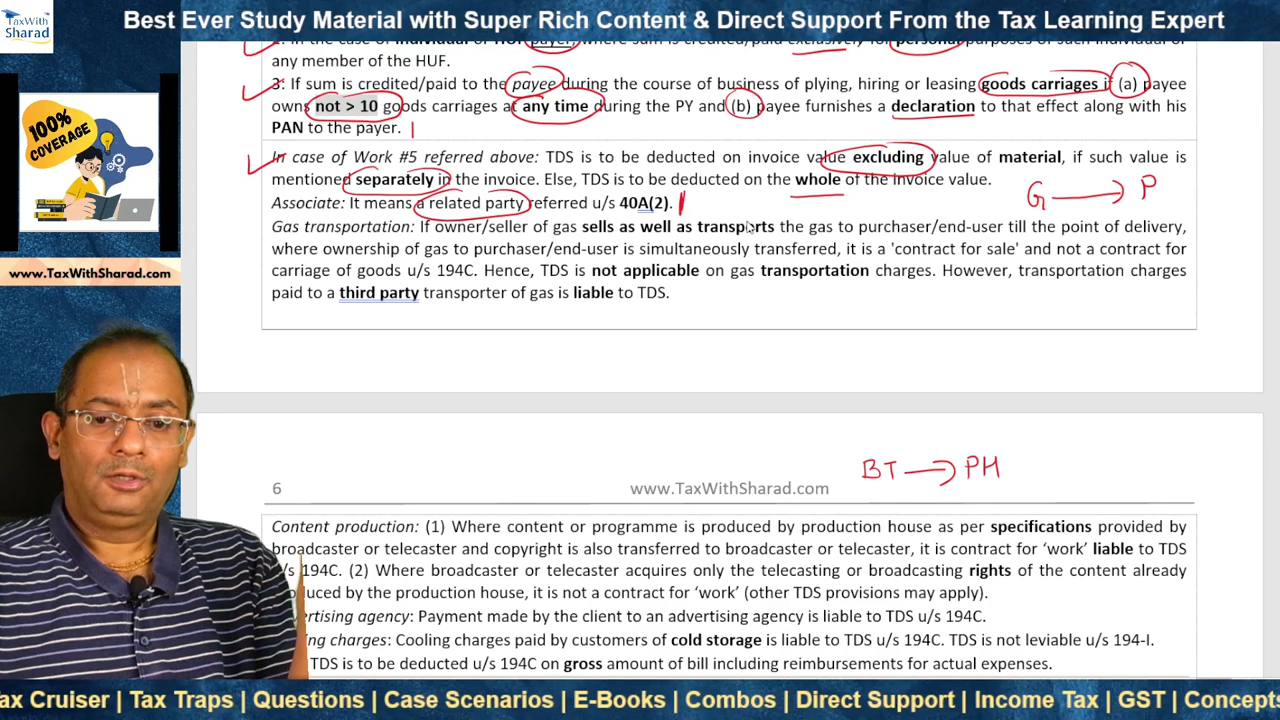 TaxWith
Sharad
Best Ever Study Material with Super Rich Content & Direct Support From the Tax Learning Expert
any member of the HUF.
3: If sum is credited/paid to the payee during the course of business of plying, hiring or leasing goods carriages if (a) payee
owns not > 10 goods carriages at any time during the PY and (b) payee furnishes a declaration to that effect along with his
PAN to the payer.
100%
COVERAGE
In case of Work #5 referred above: TDS is to be deducted on invoice value excluding value of material, if such value is
mentioned separately in the invoice. Else, TDS is to be deducted on the whole of the invoice value.
G → P
Associate: It means a related party referred u/s 40A(2).
Gas transportation: If owner/seller of gas sells as well as transports the gas to purchaser/end-user till the point of delivery,
where ownership of gas to purchaser/end-user is simultaneously transferred, it is a 'contract for sale' and not a contract for
carriage of goods u/s 194C. Hence, TDS is not applicable on gas transportation charges. However, transportation charges
paid to a third party transporter of gas is liable to TDS.
www.TaxWithSharad.com
BT → PH
6 www.TaxWithSharad.com
Content production: (1) Where content or programme is produced by production house as per specifications provided by
broadcaster or telecaster and copyright is also transferred to broadcaster or telecaster, it is contract for ‘work’ liable to TDS
194C. (2) Where broadcaster or telecaster acquires only the telecasting or broadcasting rights of the content already
by the production house, it is not a contract for ‘work’ (other TDS provisions may apply).
agency: Payment made by the client to an advertising agency is liable to TDS u/s 194C.
charges: Cooling charges paid by customers of cold storage is liable to TDS u/s 194C. TDS is not leviable u/s 194-I.
TDS is to be deducted u/s 194C on gross amount of bill including reimbursements for actual expenses.
ax Cruiser | Tax Traps | Questions | Case Scenarios | E-Books | Combos | Direct Support | Income Tax | GST | Concepts